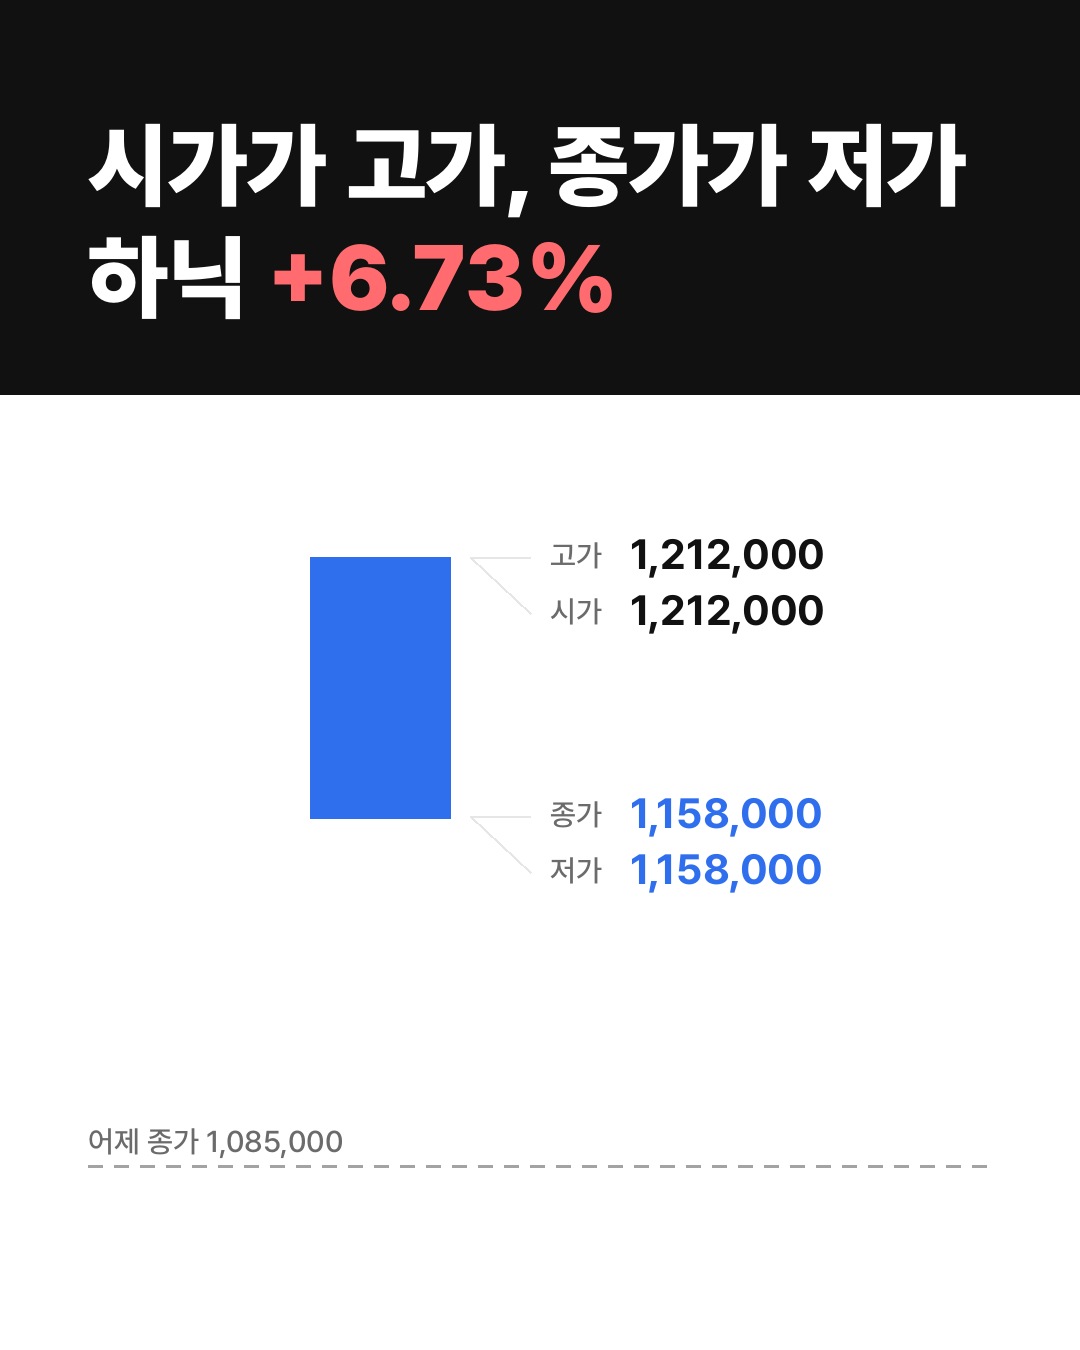 시가가 고가, 종가가 저가
하닉 +6.73%
고가 1,212,000
시가 1,212,000
종가 1,158,000
저가 1,158,000
어제 종가 1,085,000